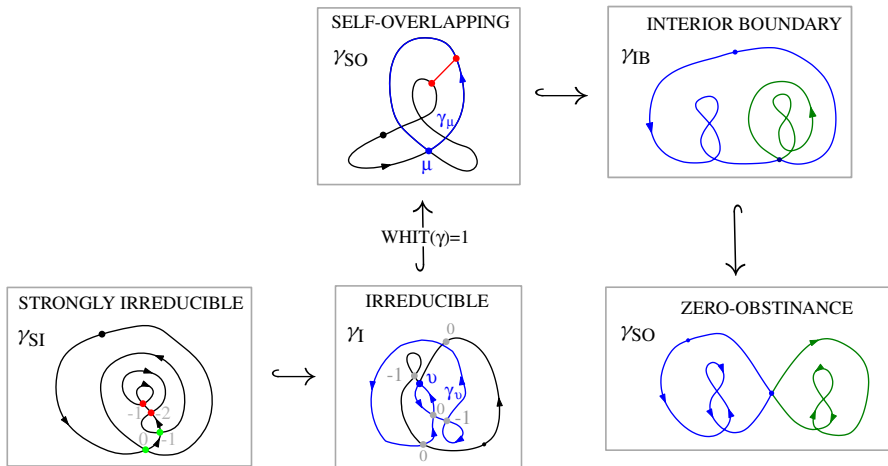 SELF-OVERLAPPING
γSO
γμ
μ
INTERIOR BOUNDARY
γIB
WHIT(γ)=1
STRONGLY IRREDUCIBLE
γSI
-1 -2
0 -1
IRREDUCIBLE
γI
0
-1 υ γυ
0 -1
0
ZERO-OBSTINANCE
γSO